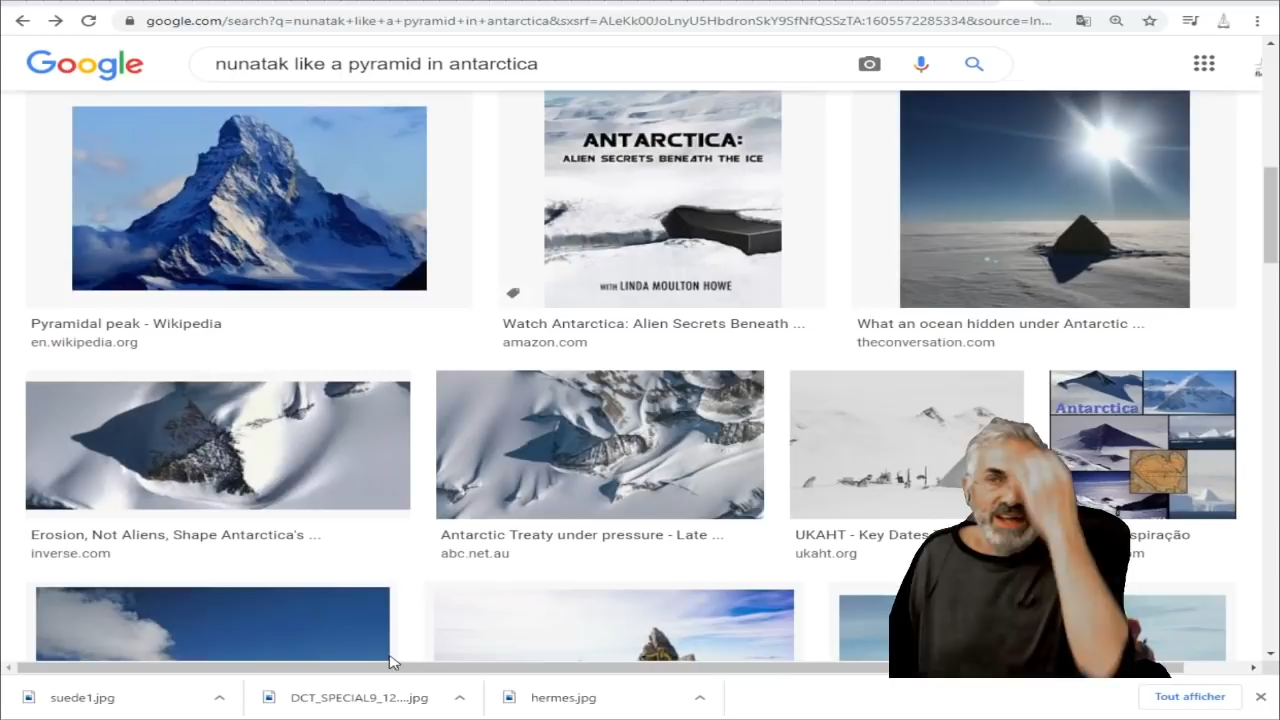 google.com/search?q=nunatak+like+a+pyramid+in+antarctica&sxsrf=ALeKk00JoLnyU5HbdronSkY9SfNfQSSzTA:1605572285334&source=ln...
Google
nunatak like a pyramid in antarctica
ANTARCTICA:
ALIEN SECRETS BENEATH THE ICE
WITH LINDA MOULTON HOWE
Pyramidal peak - Wikipedia
en.wikipedia.org
Watch Antarctica: Alien Secrets Beneath ...
amazon.com
What an ocean hidden under Antarctic ...
theconversation.com
Antarctica
Erosion, Not Aliens, Shape Antarctica's ...
inverse.com
Antarctic Treaty under pressure - Late ...
abc.net.au
UKAHT - Key Dates
ukaht.org
spiração
suede1.jpg
DCT_SPECIAL9_12....jpg
hermes.jpg
Tout afficher